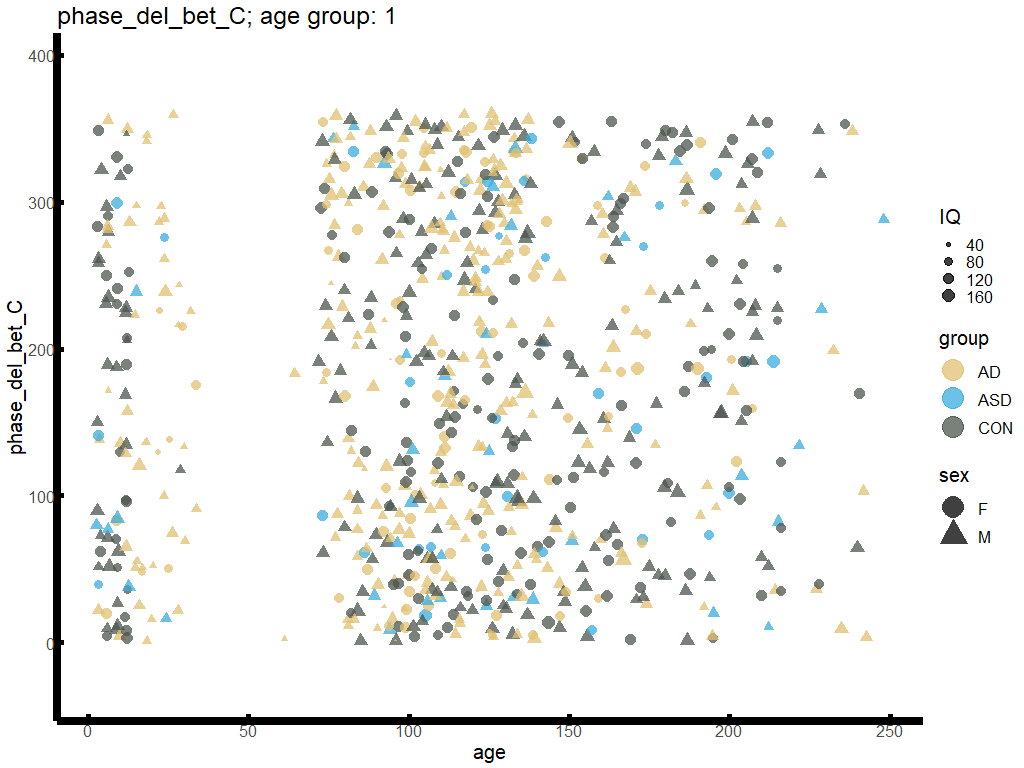 phase_del_bet_C; age group: 1
400
300
200
100
0
phase_del_bet_C
0
50
100
150
200
250
age
IQ
40
80
120
160
group
AD
ASD
CON
sex
F
M